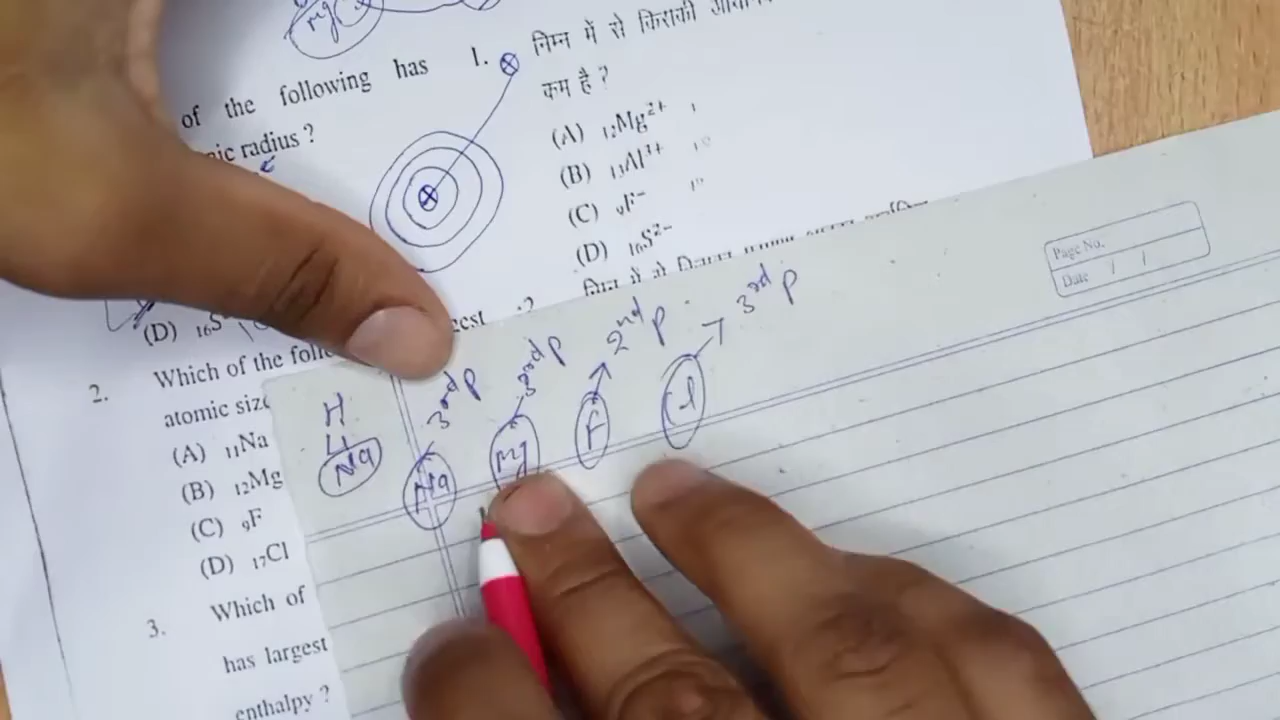 of the following has
radius ?
1. निम्न में से किसकी
कम है ?
(A) ₁₂Mg²⁺
(B) ₁₃Al³⁺
(C) ₉F⁻
(D) ₁₆S²⁻
(D) ₁₆S
2. Which of the
atomic
(A) ₁₁Na
(B) ₁₂Mg
(C) ₉F
(D) ₁₇Cl
3. Which of
has largest
enthalpy ?
Page No.
Date / /
H
Li
Na
Na 3rd p
Mg 3rd p
F → 2nd p
Cl → 3rd p